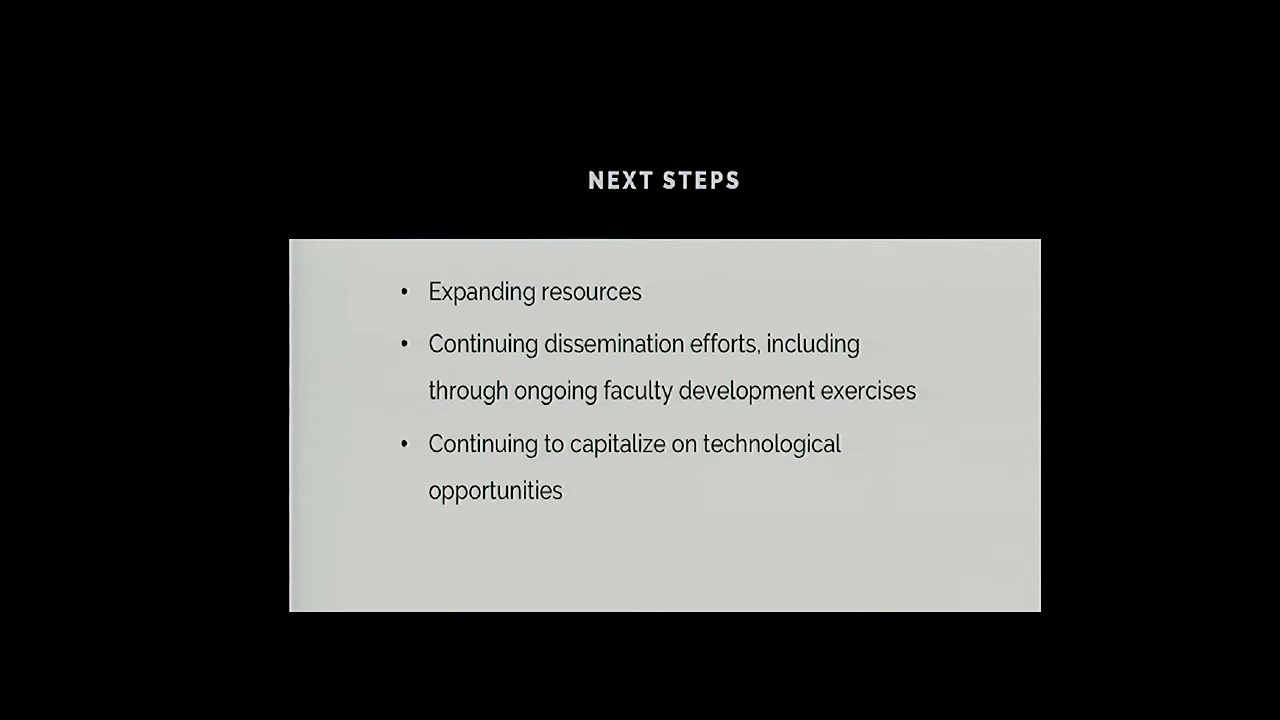 NEXT STEPS
• Expanding resources
• Continuing dissemination efforts, including
through ongoing faculty development exercises
• Continuing to capitalize on technological
opportunities